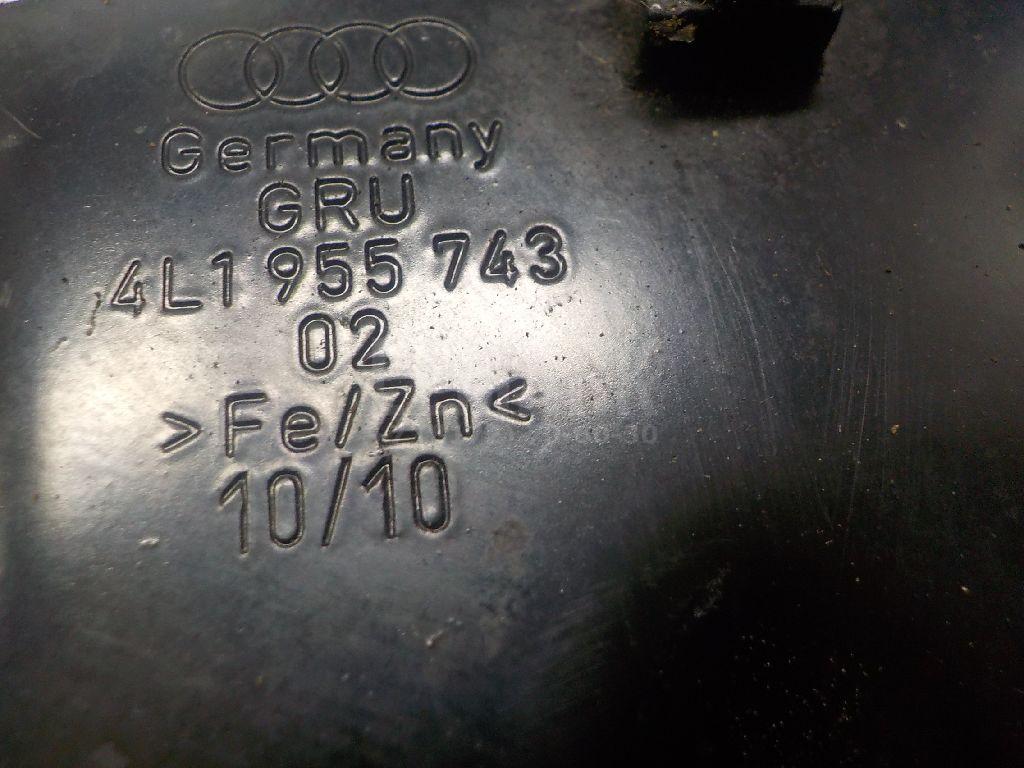 Germany
GRU
4L1 955 743
02
>Fe/Zn<
10/10